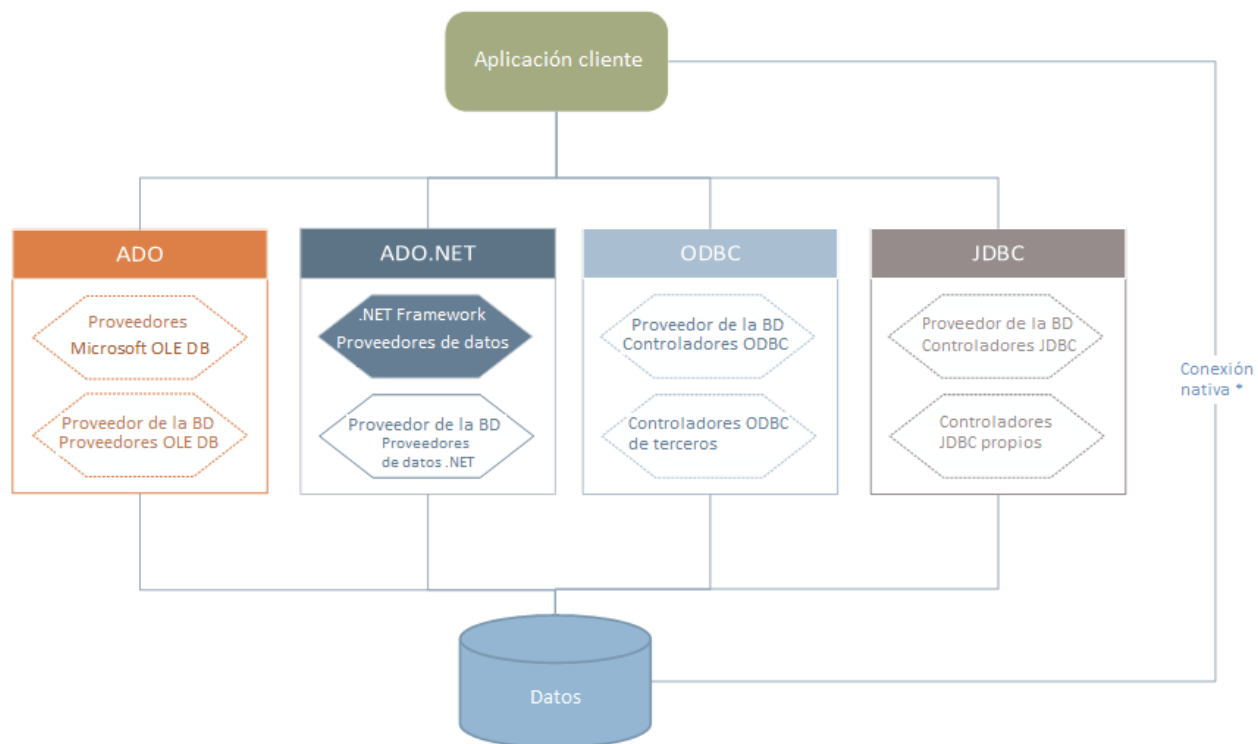 Aplicación cliente
ADO
Proveedores
Microsoft OLE DB
Proveedor de la BD
Proveedores OLE DB
ADO.NET
.NET Framework
Proveedores de datos
Proveedor de la BD
Proveedores
de datos .NET
ODBC
Proveedor de la BD
Controladores ODBC
Controladores ODBC
de terceros
JDBC
Proveedor de la BD
Controladores JDBC
Controladores
JDBC propios
Conexión
nativa *
Datos